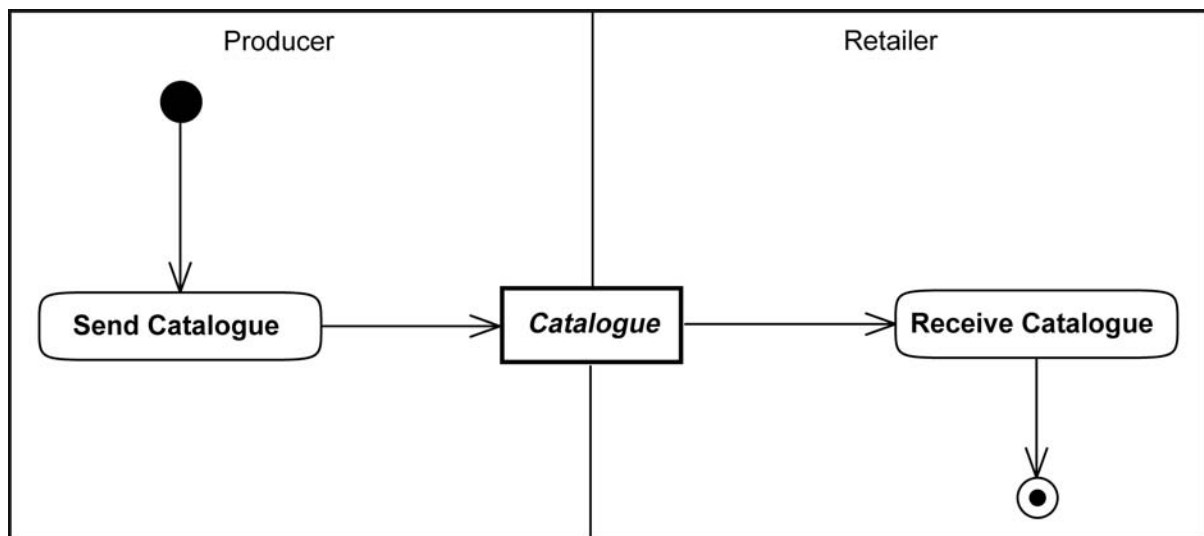 Producer
Retailer
Send Catalogue
Catalogue
Receive Catalogue